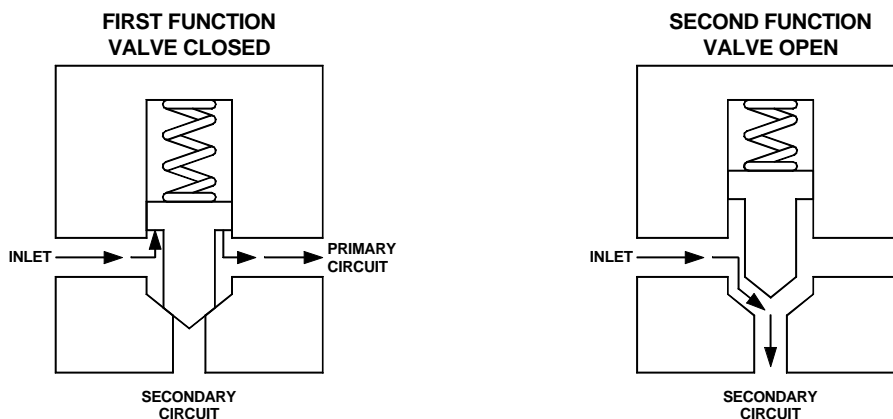 FIRST FUNCTION
VALVE CLOSED
INLET
PRIMARY
CIRCUIT
SECONDARY
CIRCUIT
SECOND FUNCTION
VALVE OPEN
INLET
SECONDARY
CIRCUIT